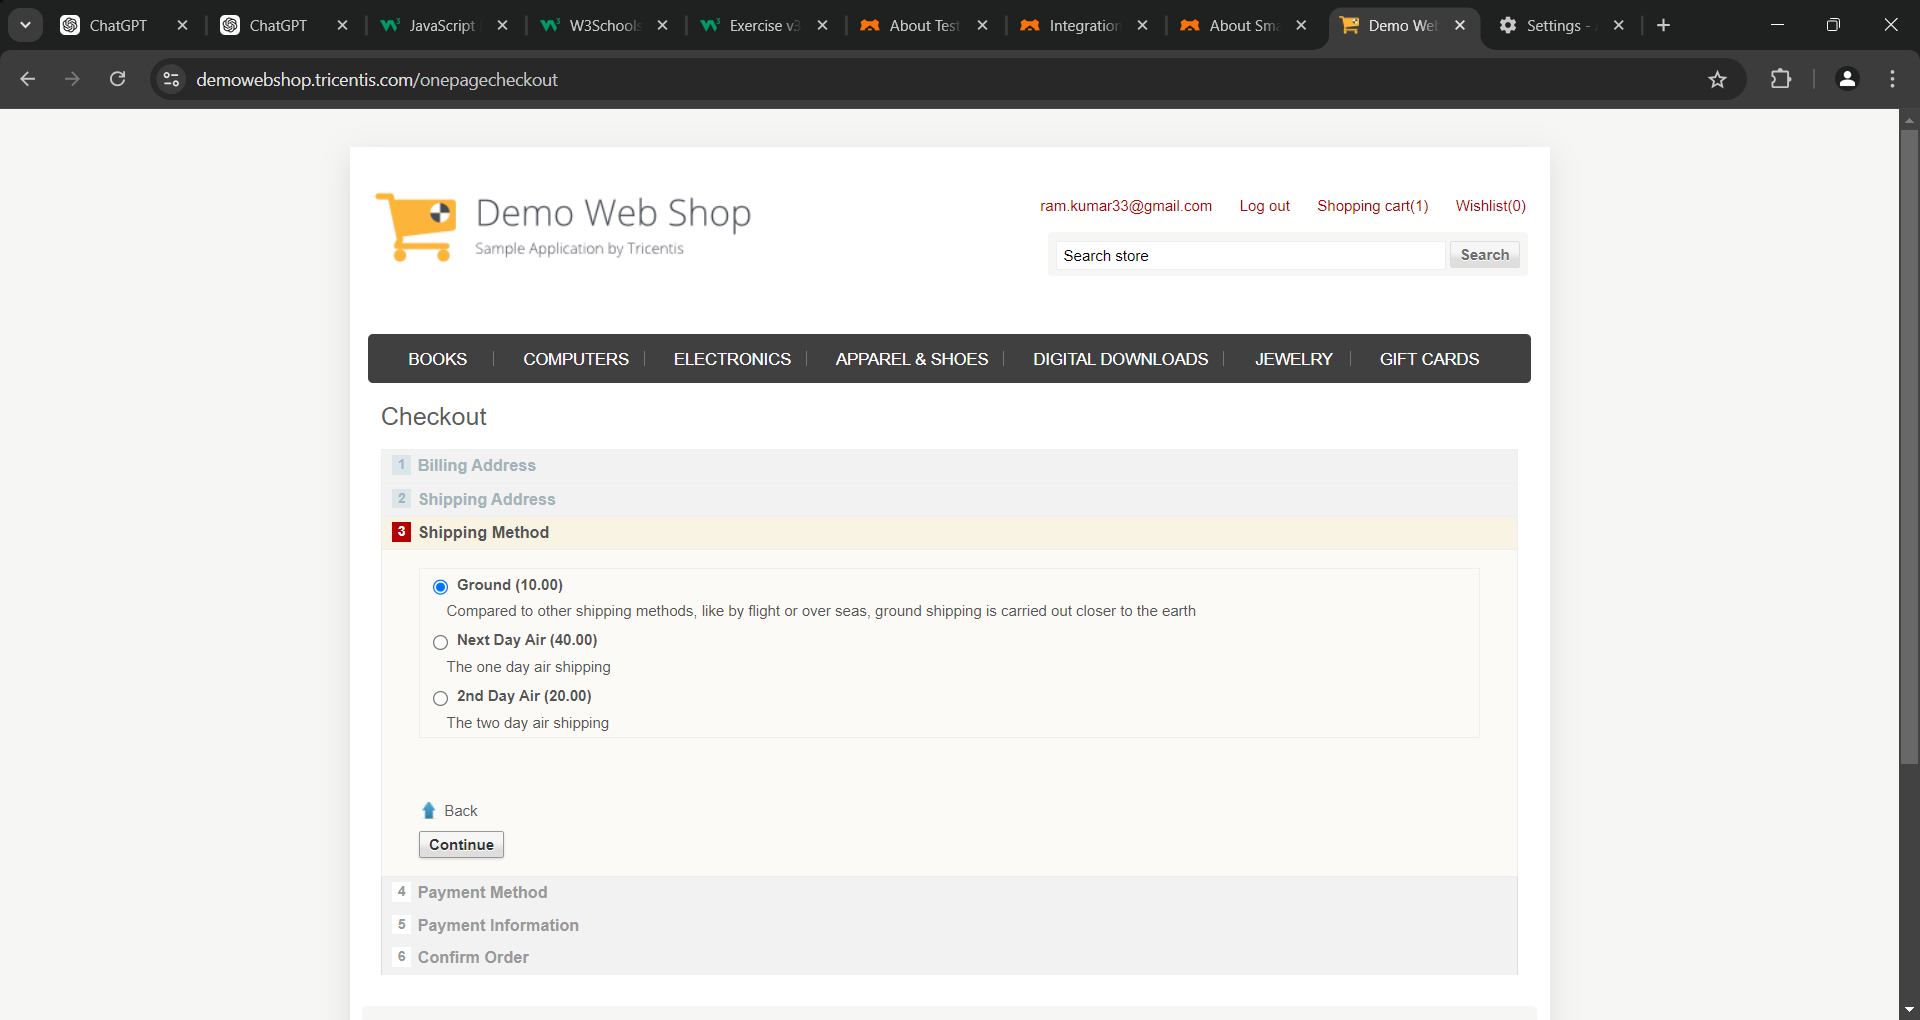 ChatGPT
ChatGPT
JavaScript
W3Schools
Exercise v3
About Test
Integration
About Sma
Demo Web
Settings -
demowebshop.tricentis.com/onepagecheckout
Demo Web Shop
Sample Application by Tricentis
ram.kumar33@gmail.com Log out Shopping cart(1) Wishlist(0)
Search store Search
BOOKS COMPUTERS ELECTRONICS APPAREL & SHOES DIGITAL DOWNLOADS JEWELRY GIFT CARDS
Checkout
1 Billing Address
2 Shipping Address
3 Shipping Method
Ground (10.00)
Compared to other shipping methods, like by flight or over seas, ground shipping is carried out closer to the earth
Next Day Air (40.00)
The one day air shipping
2nd Day Air (20.00)
The two day air shipping
Back
Continue
4 Payment Method
5 Payment Information
6 Confirm Order